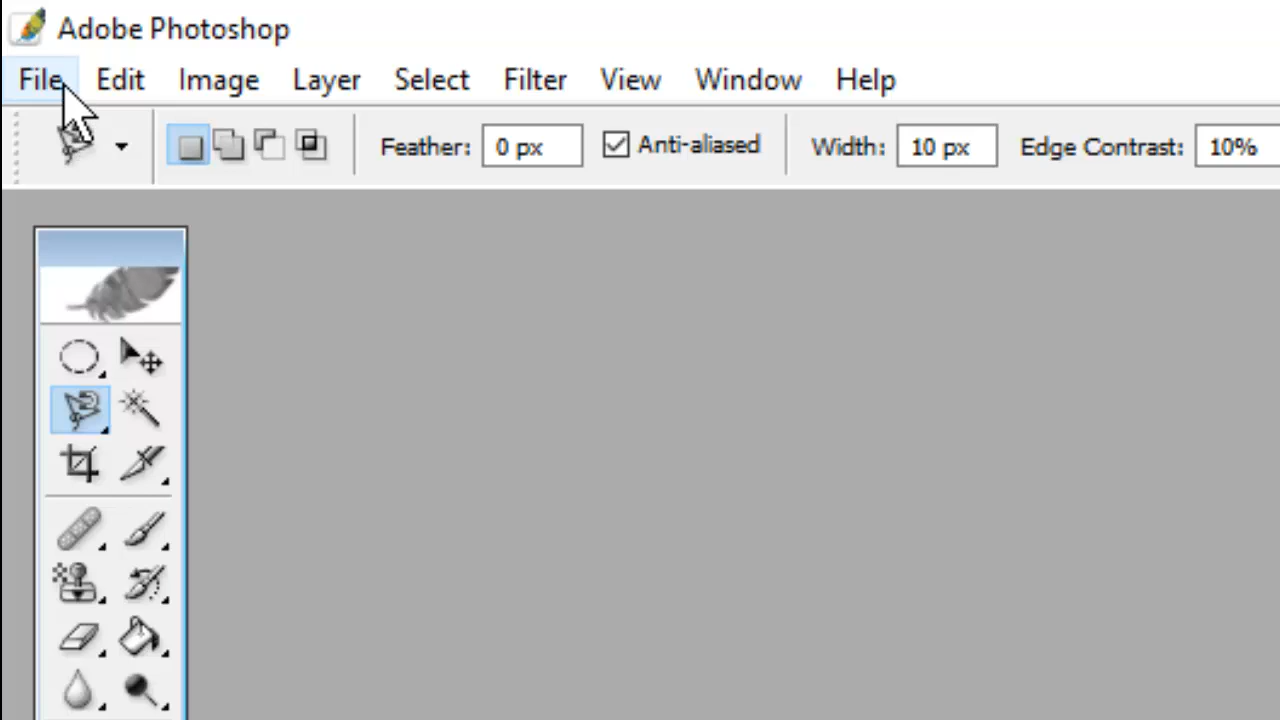 Adobe Photoshop
File Edit Image Layer Select Filter View Window Help
Feather: 0 px Anti-aliased Width: 10 px Edge Contrast: 10%